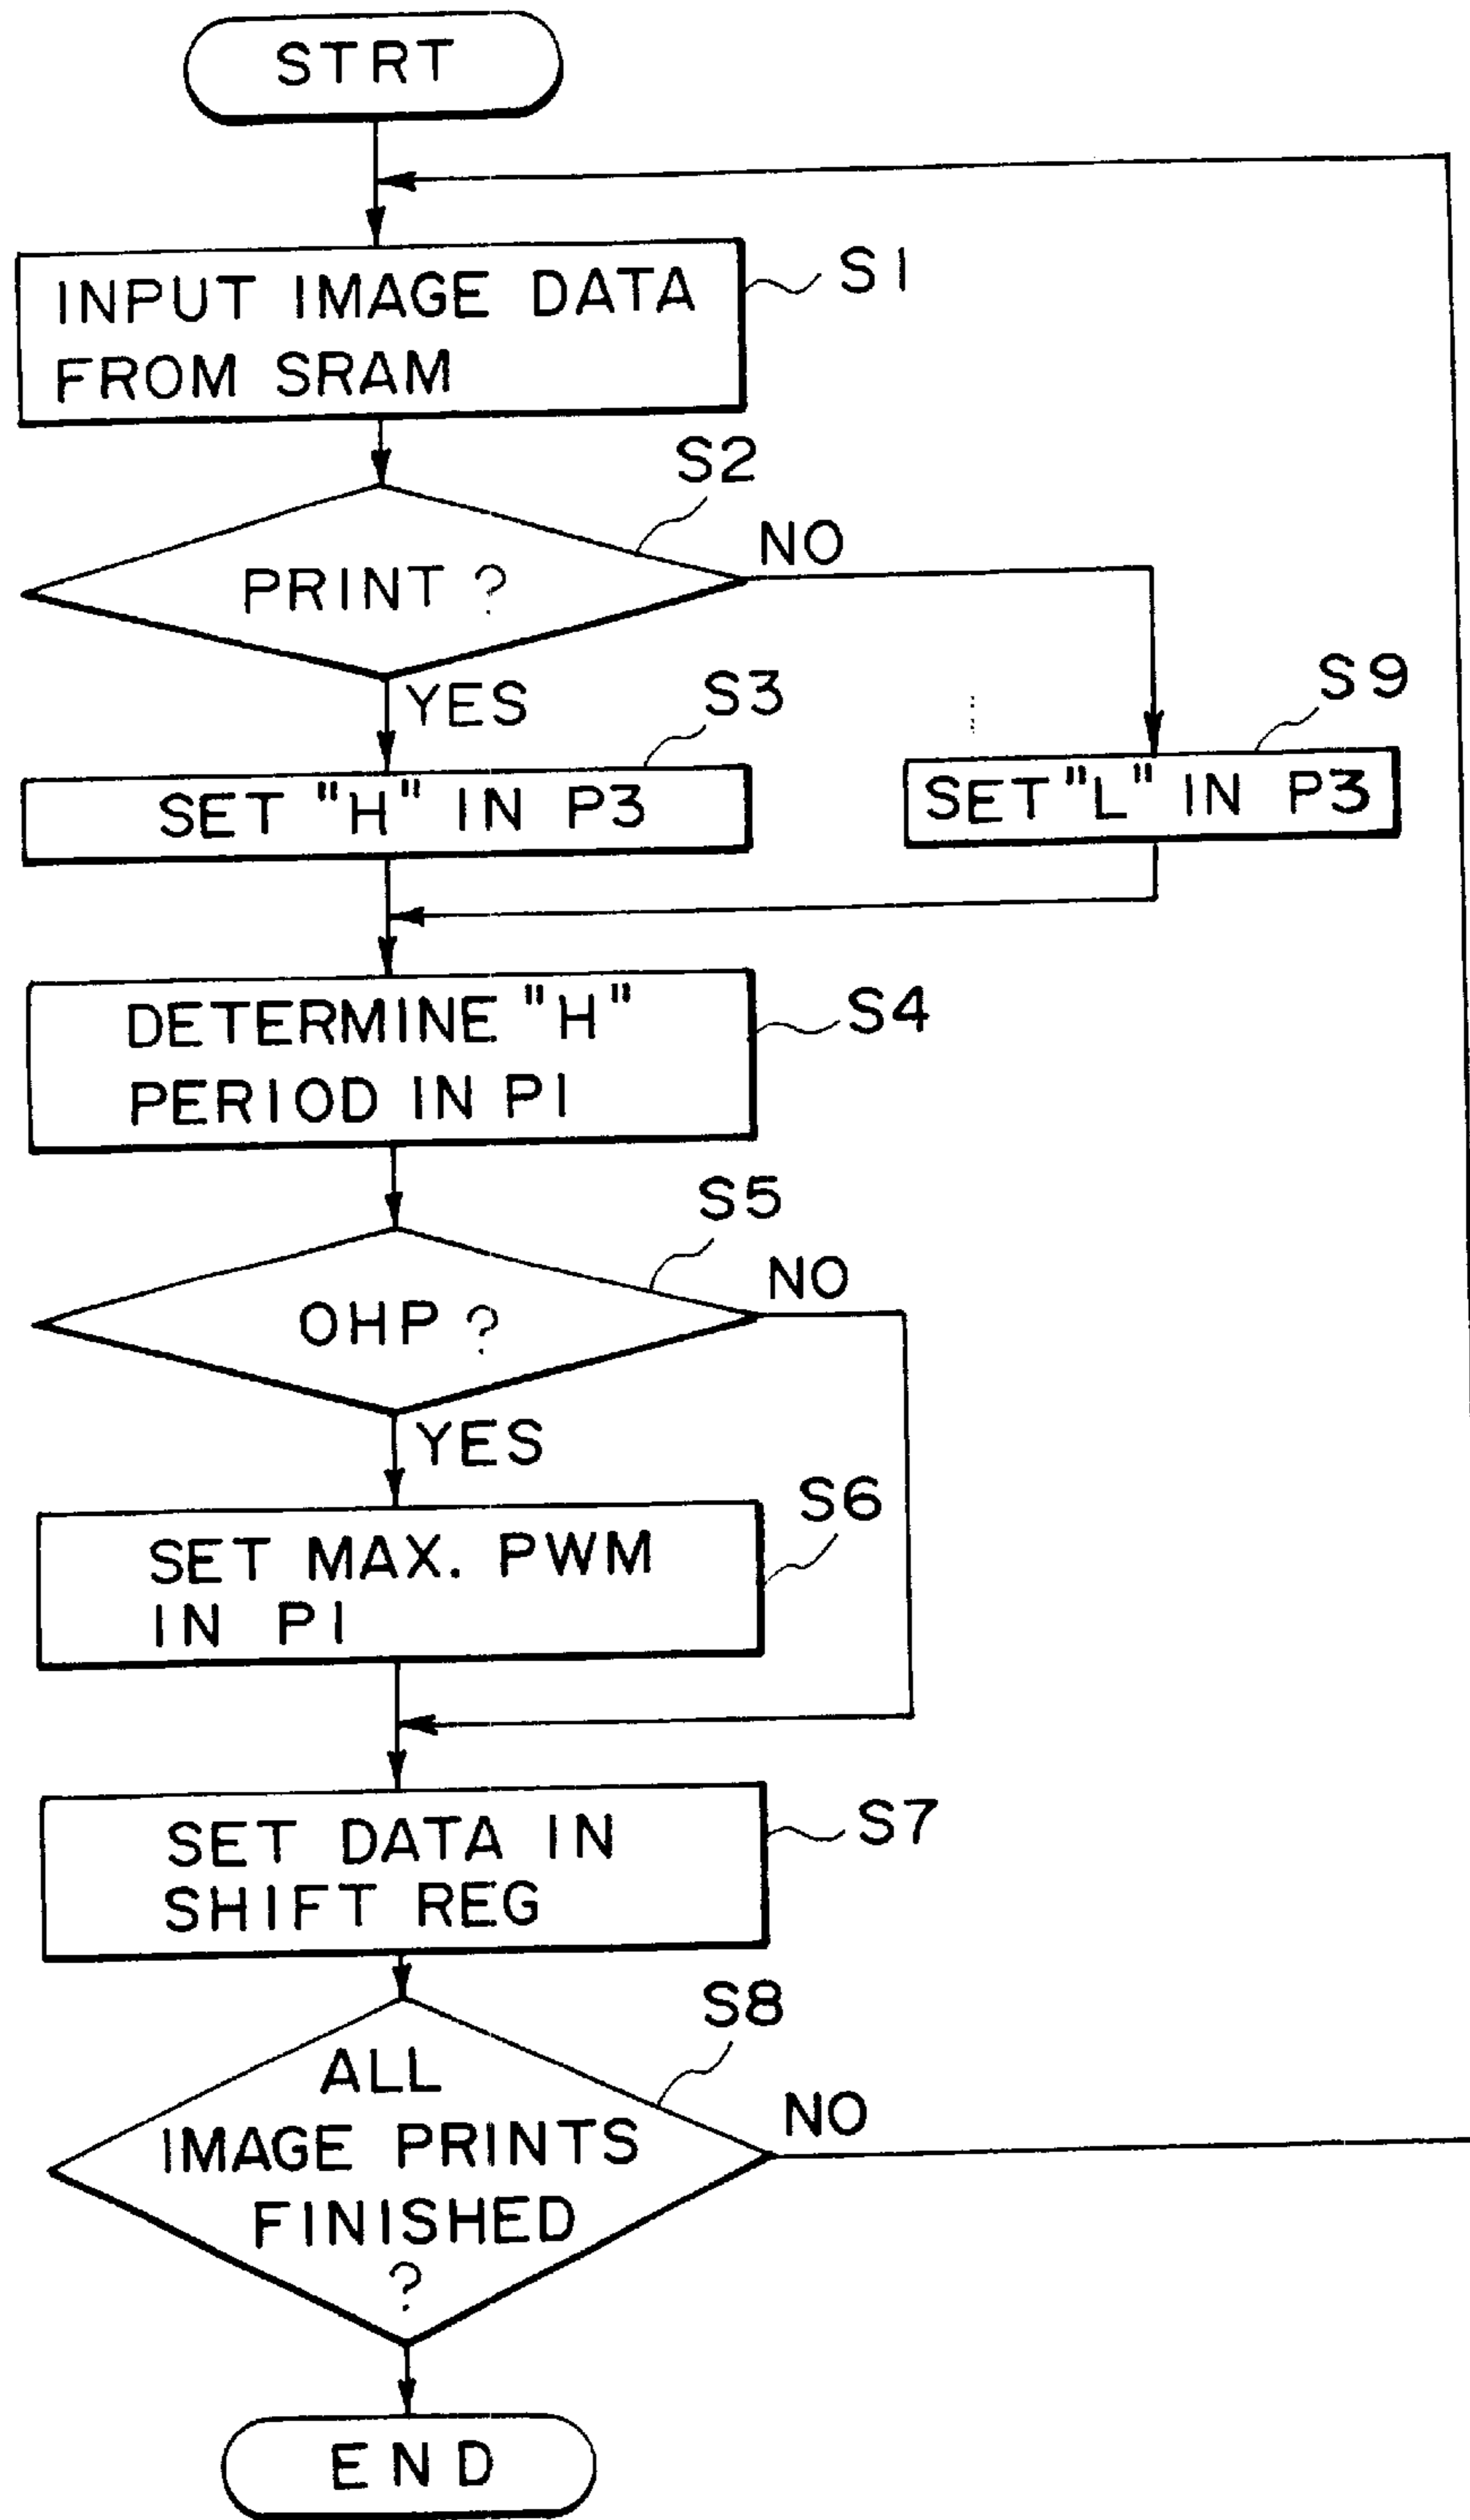 STRT
INPUT IMAGE DATA
FROM SRAM
S1
S2
PRINT ?
NO
YES
S3
SET "H" IN P3
S9
SET "L" IN P3
DETERMINE "H"
PERIOD IN P1
S4
S5
OHP ?
NO
YES
S6
SET MAX. PWM
IN P1
SET DATA IN
SHIFT REG
S7
S8
ALL
IMAGE PRINTS
FINISHED
?
NO
END